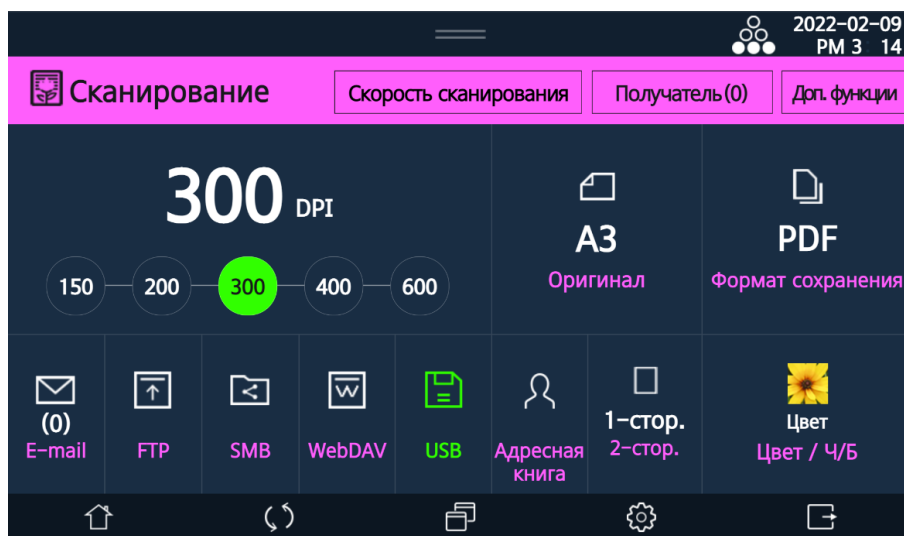 2022-02-09
PM 3 14
Сканирование
Скорость сканирования
Получатель(0)
Доп. функции
300 DPI
150
200
300
400
600
A3
Оригинал
PDF
Формат сохранения
(0)
E-mail
FTP
SMB
WebDAV
USB
Адресная
книга
1-стор.
2-стор.
Цвет
Цвет / Ч/Б